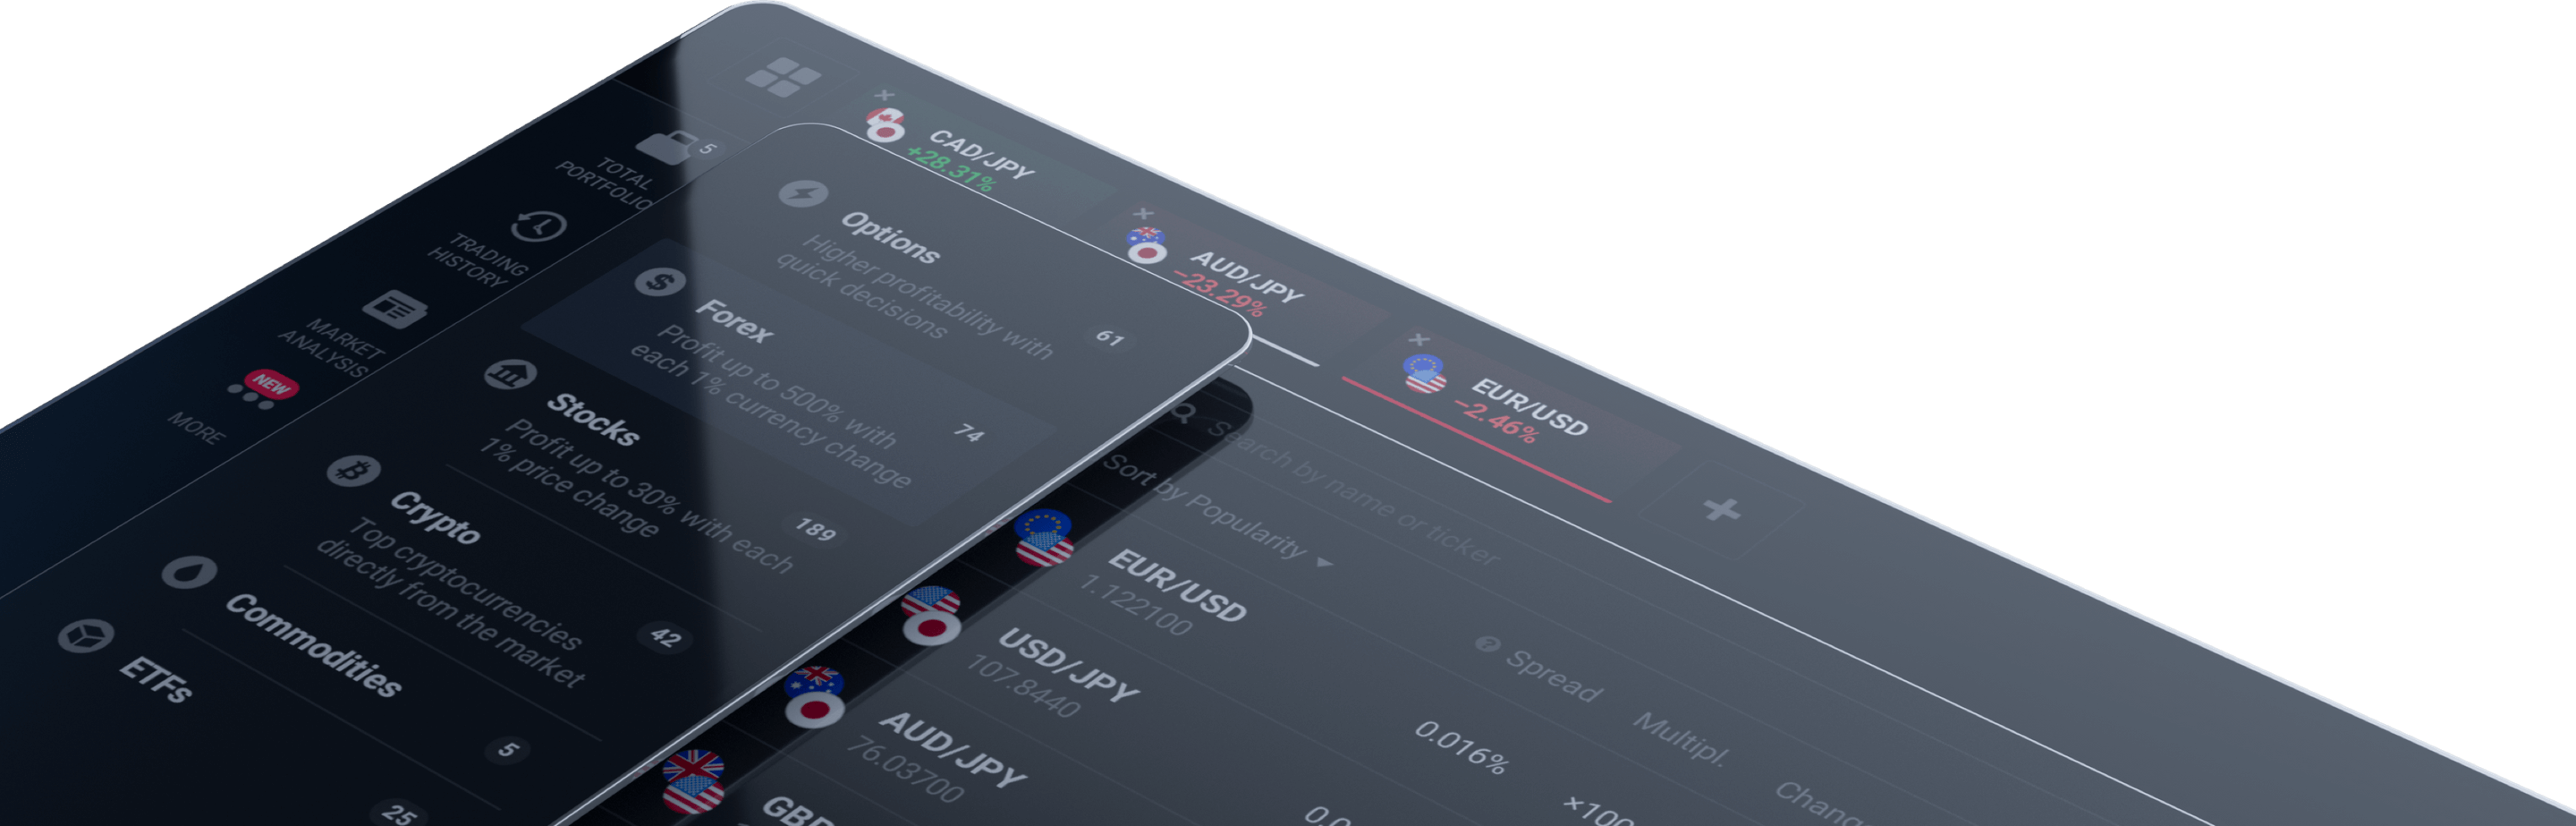 CAD/JPY
+28.31%
AUD/JPY
-23.29%
EUR/USD
-2.46%
5
TOTAL
PORTFOLIO
TRADING
HISTORY
MARKET
ANALYSIS
NEW
MORE
Options
Higher profitability with
quick decisions
61
Forex
Profit up to 500% with
each 1% currency change
74
Stocks
Profit up to 30% with each
1% price change
189
Crypto
Top cryptocurrencies
directly from the market
42
Commodities
5
ETFs
25
Search by name or ticker
Sort by Popularity
Spread
Multipl.
EUR/USD
1.122100
0.016%
×100
USD/JPY
107.8440
AUD/JPY
76.03700